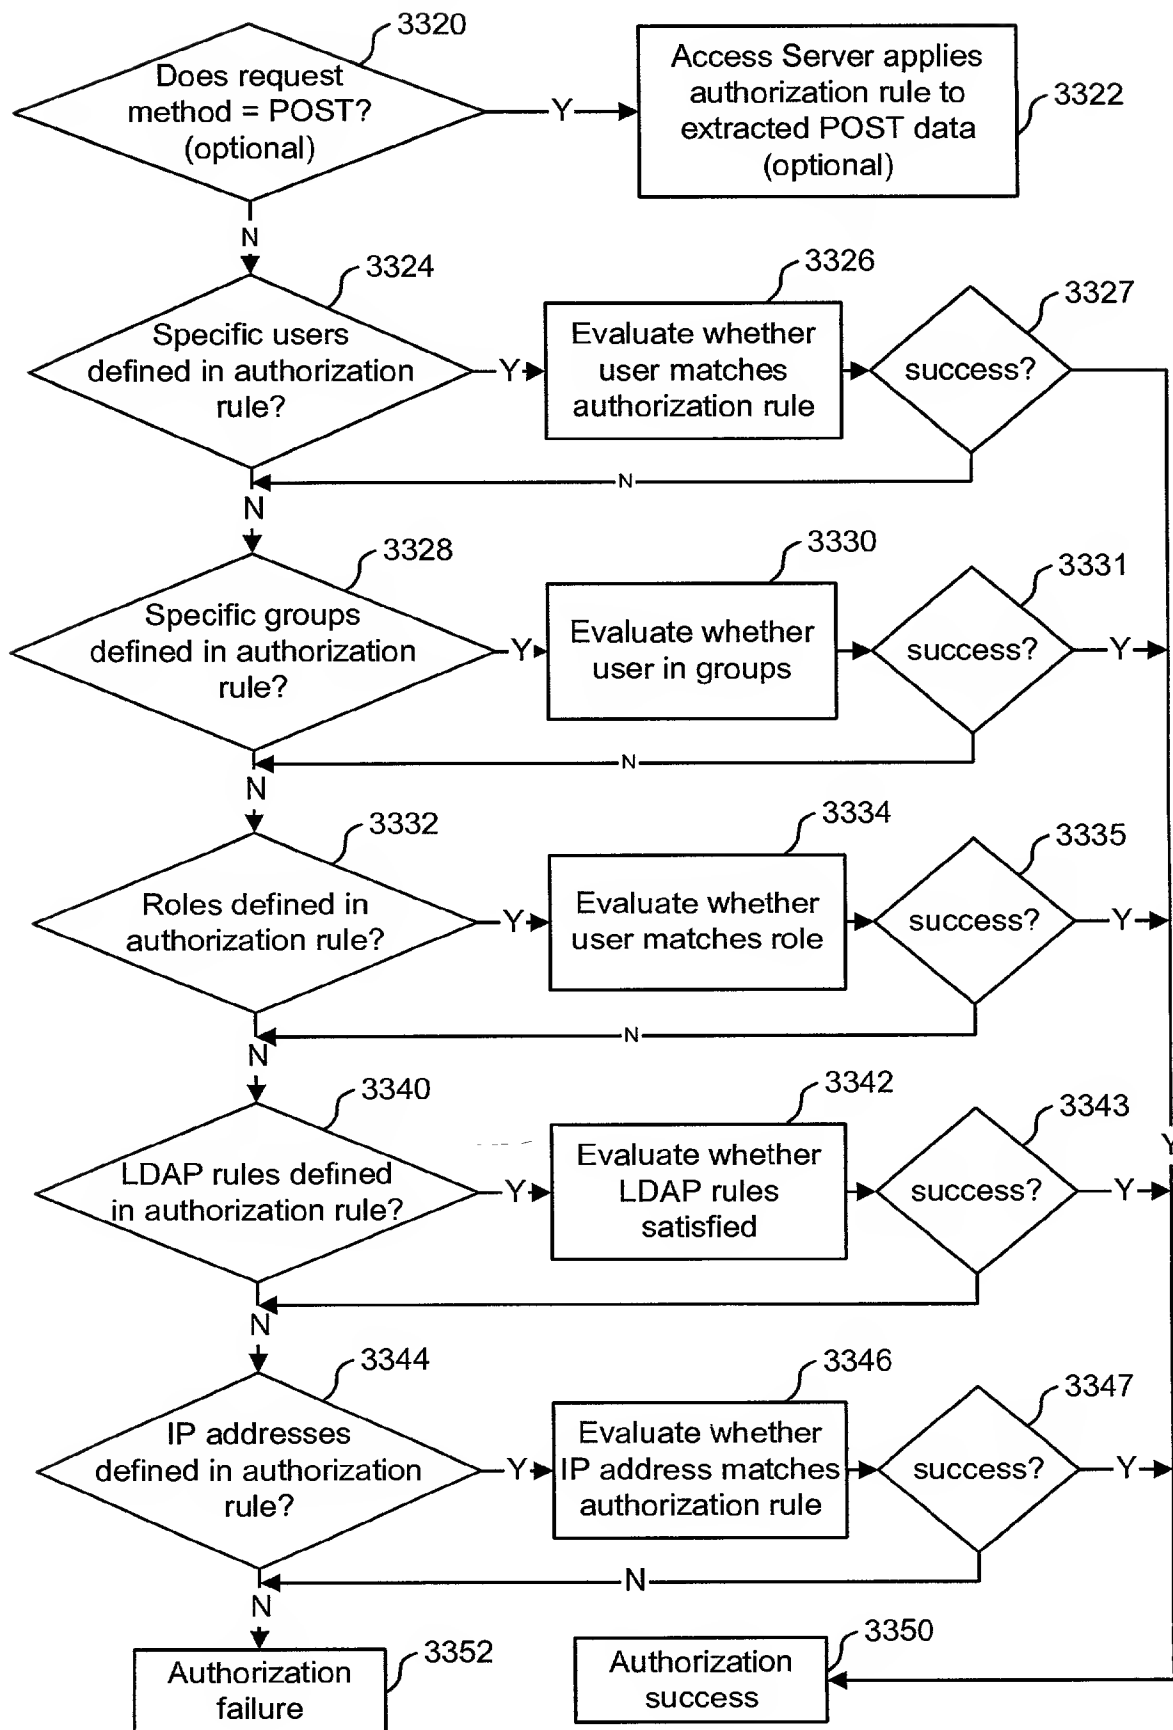 3320
Does request
method = POST?
(optional)
Y
Access Server applies
authorization rule to
extracted POST data
(optional)
3322
N
3324
Specific users
defined in authorization
rule?
Y
3326
Evaluate whether
user matches
authorization rule
3327
success?
N
N
3328
Specific groups
defined in authorization
rule?
Y
3330
Evaluate whether
user in groups
3331
success?
Y
N
N
3332
Roles defined in
authorization rule?
Y
3334
Evaluate whether
user matches role
3335
success?
Y
N
N
3340
LDAP rules defined
in authorization rule?
Y
3342
Evaluate whether
LDAP rules
satisfied
3343
success?
Y
Y
N
3344
IP addresses
defined in authorization
rule?
Y
3346
Evaluate whether
IP address matches
authorization rule
3347
success?
Y
N
N
3352
Authorization
failure
3350
Authorization
success